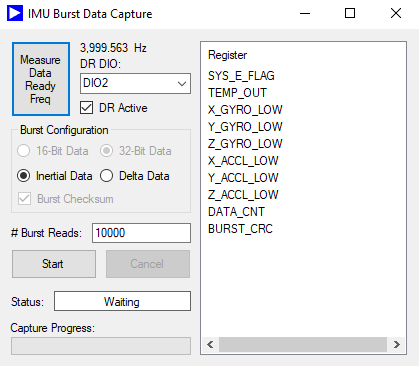 IMU Burst Data Capture
Measure
Data
Ready
Freq
3,999.563 Hz
DR DIO:
DIO2
DR Active
Burst Configuration
16-Bit Data
32-Bit Data
Inertial Data
Delta Data
Burst Checksum
# Burst Reads:
10000
Start
Cancel
Status:
Waiting
Capture Progress:
Register
SYS_E_FLAG
TEMP_OUT
X_GYRO_LOW
Y_GYRO_LOW
Z_GYRO_LOW
X_ACCL_LOW
Y_ACCL_LOW
Z_ACCL_LOW
DATA_CNT
BURST_CRC